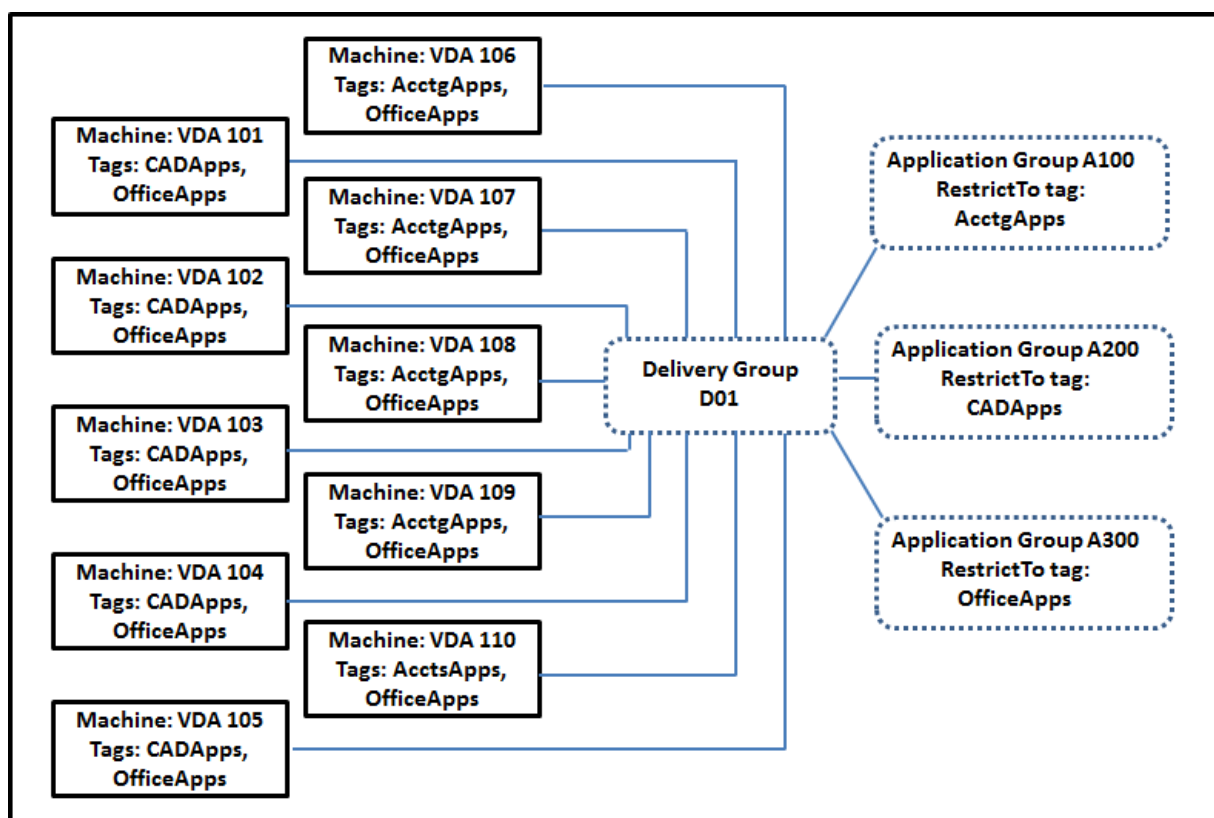 Machine: VDA 106
Tags: AcctgApps,
OfficeApps
Machine: VDA 101
Tags: CADApps,
OfficeApps
Machine: VDA 107
Tags: AcctgApps,
OfficeApps
Machine: VDA 102
Tags: CADApps,
OfficeApps
Machine: VDA 108
Tags: AcctgApps,
OfficeApps
Machine: VDA 103
Tags: CADApps,
OfficeApps
Machine: VDA 109
Tags: AcctgApps,
OfficeApps
Machine: VDA 104
Tags: CADApps,
OfficeApps
Machine: VDA 110
Tags: AcctsApps,
OfficeApps
Machine: VDA 105
Tags: CADApps,
OfficeApps
Delivery Group
D01
Application Group A100
RestrictTo tag:
AcctgApps
Application Group A200
RestrictTo tag:
CADApps
Application Group A300
RestrictTo tag:
OfficeApps